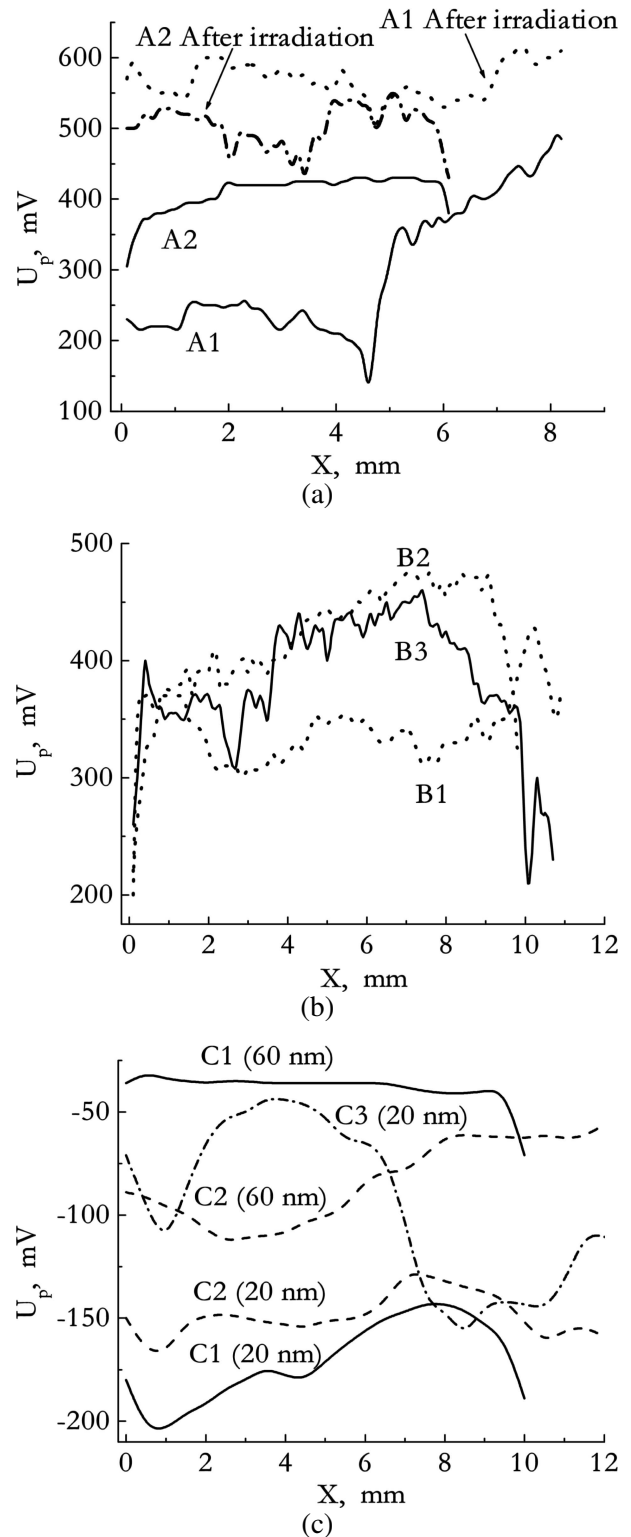 A2 After irradiation
A1 After irradiation
600
500
400
300
200
100
U_p, mV
A2
A1
0 2 4 6 8
X, mm
(a)
500
400
300
200
U_p, mV
B2
B3
B1
0 2 4 6 8 10 12
X, mm
(b)
C1 (60 nm)
C3 (20 nm)
C2 (60 nm)
C2 (20 nm)
C1 (20 nm)
-50
-100
-150
-200
U_p, mV
0 2 4 6 8 10 12
X, mm
(c)